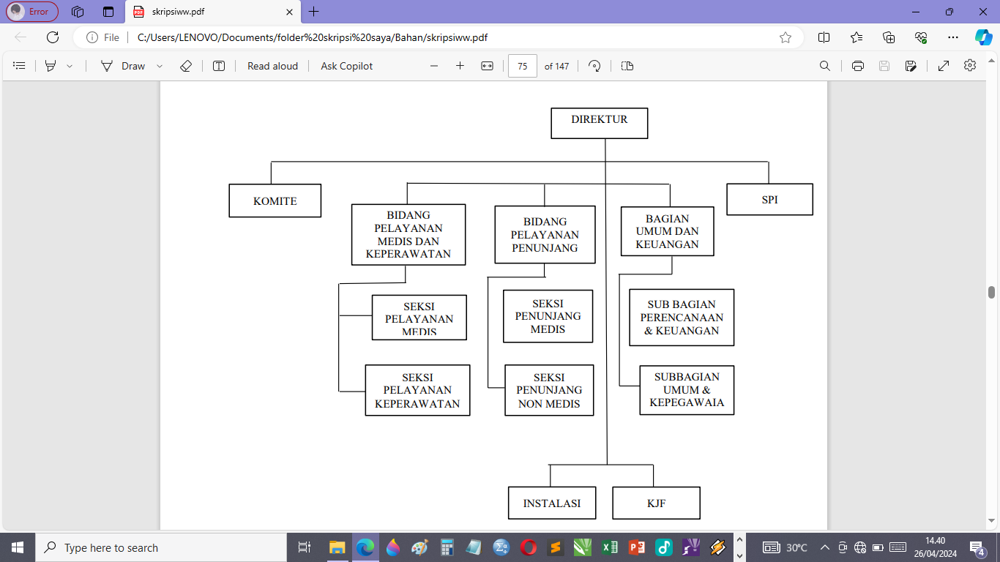 Error
skripsiww.pdf
File
C:/Users/LENOVO/Documents/folder%20skripsi%20saya/Bahan/skripsiww.pdf
Draw
Read aloud
Ask Copilot
75
of 147
DIREKTUR
KOMITE
SPI
BIDANG
PELAYANAN
MEDIS DAN
KEPERAWATAN
BIDANG
PELAYANAN
PENUNJANG
BAGIAN
UMUM DAN
KEUANGAN
SEKSI
PELAYANAN
MEDIS
SEKSI
PENUNJANG
MEDIS
SUB BAGIAN
PERENCANAAN
& KEUANGAN
SEKSI
PELAYANAN
KEPERAWATAN
SEKSI
PENUNJANG
NON MEDIS
SUBBAGIAN
UMUM &
KEPEGAWAIA
INSTALASI
KJF
Type here to search
30°C
14.40
26/04/2024
4